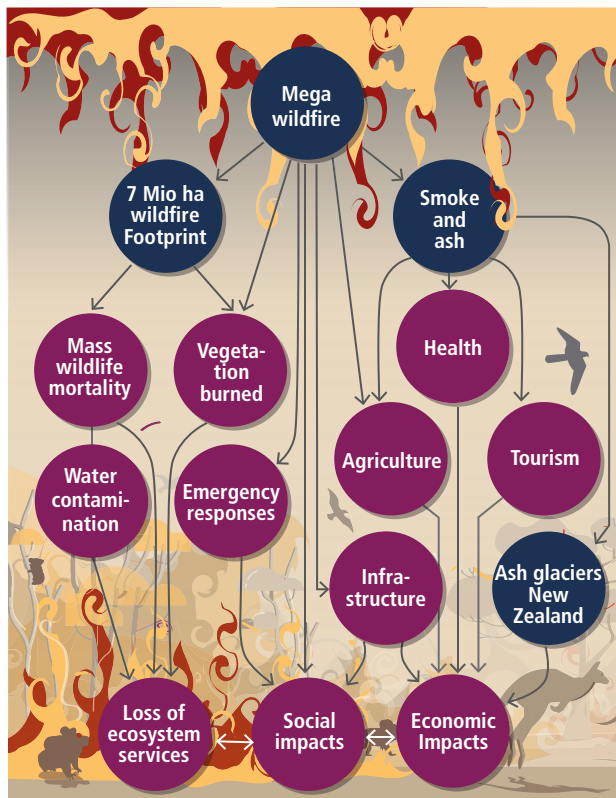 Mega
wildfire
7 Mio ha
wildfire
Footprint
Smoke
and
ash
Mass
wildlife
mortality
Vegeta-
tion
burned
Health
Water
contami-
nation
Emergency
responses
Agriculture
Tourism
Infra-
structure
Ash glaciers
New
Zealand
Loss of
ecosystem
services
Social
impacts
Economic
Impacts